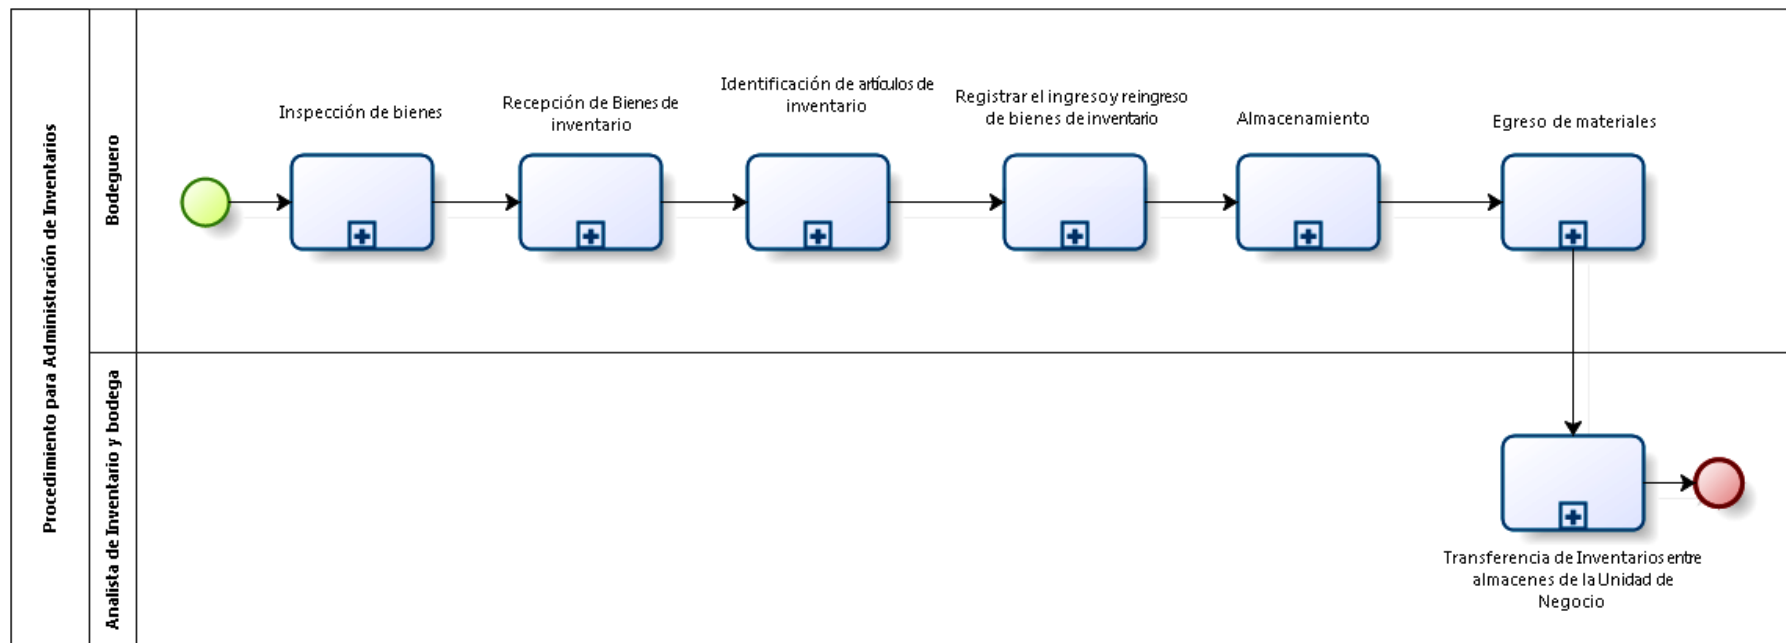 Procedimiento para Administración de Inventarios
Bodeguero
Inspección de bienes
Recepción de Bienes de
inventario
Identificación de artículos de
inventario
Registrar el ingreso y reingreso
de bienes de inventario
Almacenamiento
Egreso de materiales
Analista de Inventario y bodega
Transferencia de Inventarios entre
almacenes de la Unidad de
Negocio